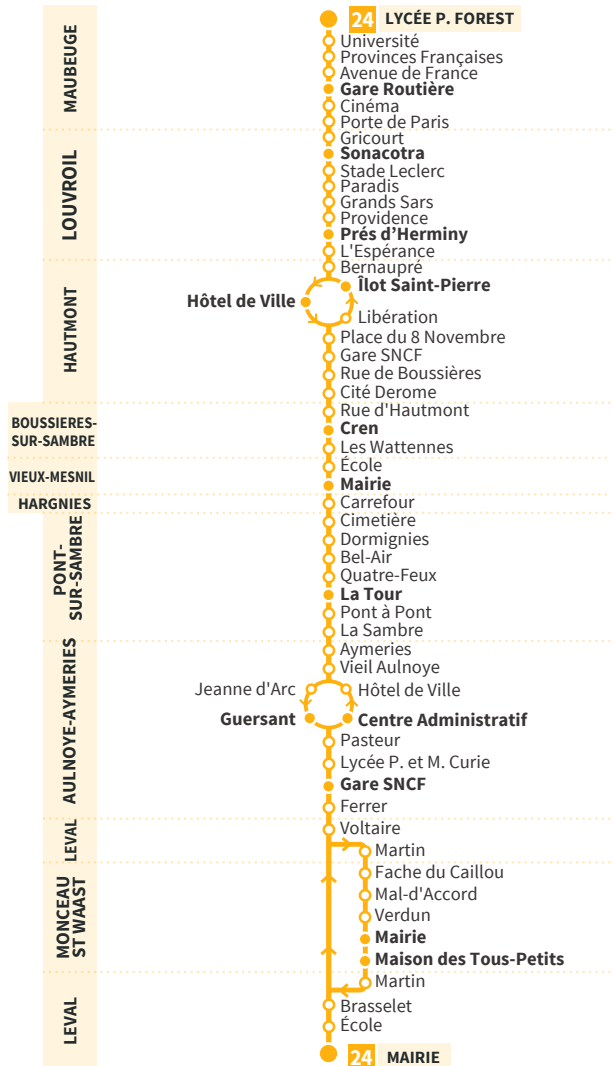 24 LYCÉE P. FOREST
MAUBEUGE
Université
Provinces Françaises
Avenue de France
Gare Routière
Cinéma
Porte de Paris
LOUVROIL
Gricourt
Sonacotra
Stade Leclerc
Paradis
Grands Sars
Providence
Prés d'Herminy
L'Espérance
HAUTMONT
Bernaupré
Îlot Saint-Pierre
Hôtel de Ville
Libération
Place du 8 Novembre
Gare SNCF
Rue de Boussières
Cité Derome
BOUSSIERES-
SUR-SAMBRE
Rue d'Hautmont
Cren
Les Wattennes
VIEUX-MESNIL
École
Mairie
HARGNIES
Carrefour
PONT-
SUR-SAMBRE
Cimetière
Dormignies
Bel-Air
Quatre-Feux
La Tour
Pont à Pont
La Sambre
AULNOYE-AYMERIES
Aymeries
Vieil Aulnoye
Jeanne d'Arc
Hôtel de Ville
Guersant
Centre Administratif
Pasteur
Lycée P. et M. Curie
Gare SNCF
Ferrer
LEVAL
Voltaire
Martin
MONCEAU
ST WAAST
Fache du Caillou
Mal-d'Accord
Verdun
Mairie
Maison des Tous-Petits
LEVAL
Martin
Brasselet
École
24 MAIRIE